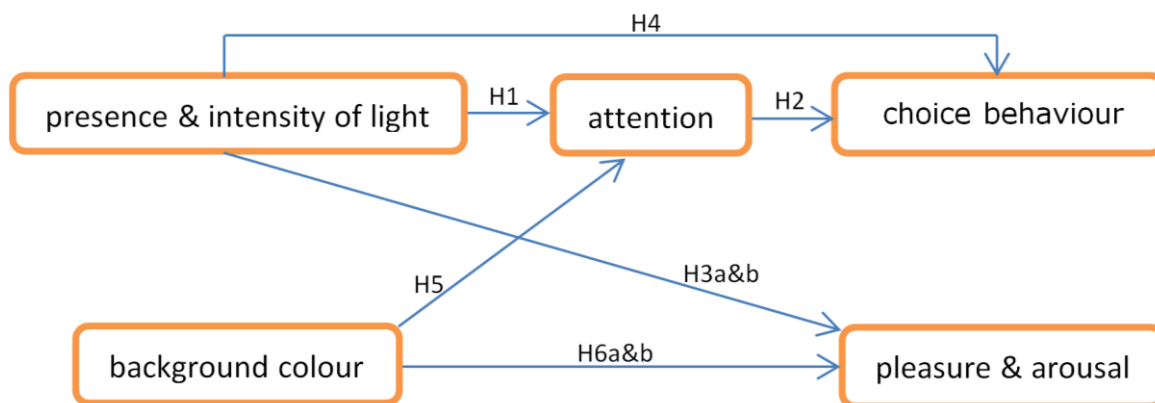 H4
presence & intensity of light
H1
attention
H2
choice behaviour
H5
H3a&b
background colour
H6a&b
pleasure & arousal